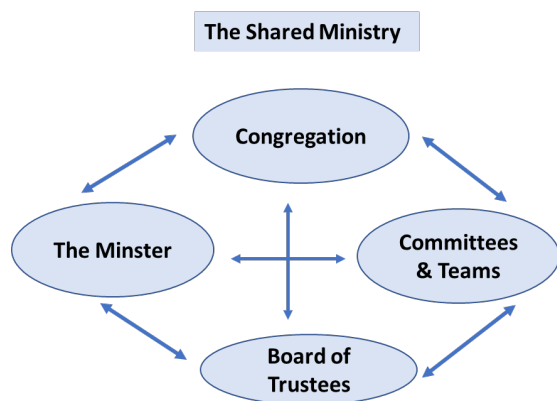 The Shared Ministry
Congregation
The Minster
Committees
& Teams
Board of
Trustees